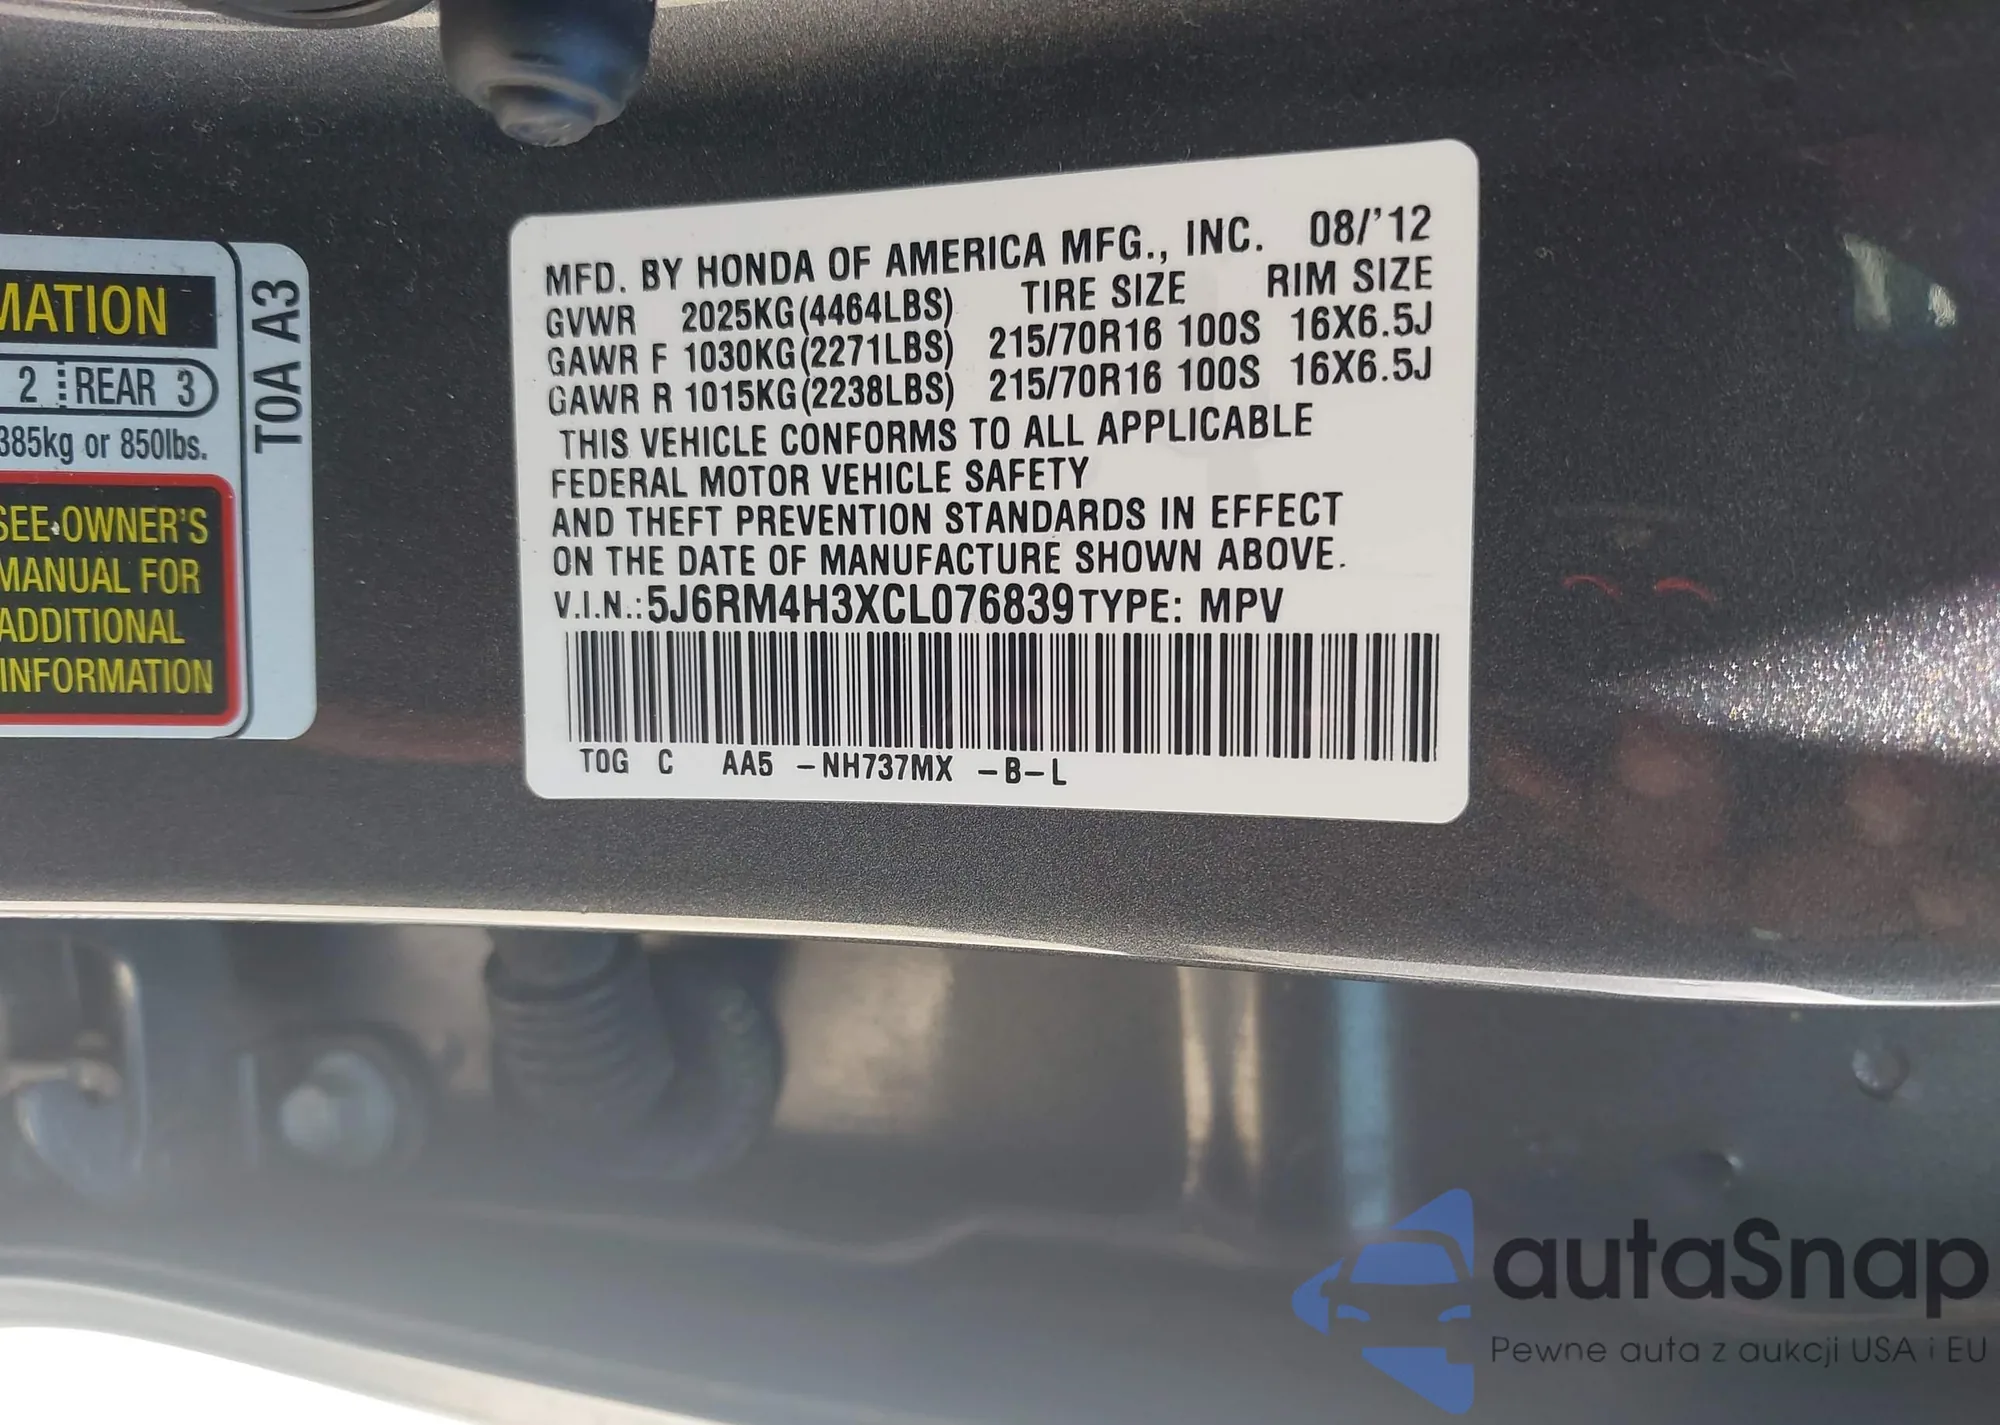 MATION
2 REAR 3
385kg or 850lbs.
SEE OWNER'S
MANUAL FOR
ADDITIONAL
INFORMATION
T0A A3
MFD. BY HONDA OF AMERICA MFG., INC. 08/'12
GVWR 2025KG(4464LBS) TIRE SIZE RIM SIZE
GAWR F 1030KG(2271LBS) 215/70R16 100S 16X6.5J
GAWR R 1015KG(2238LBS) 215/70R16 100S 16X6.5J
THIS VEHICLE CONFORMS TO ALL APPLICABLE
FEDERAL MOTOR VEHICLE SAFETY
AND THEFT PREVENTION STANDARDS IN EFFECT
ON THE DATE OF MANUFACTURE SHOWN ABOVE.
V.I.N.: 5J6RM4H3XCL076839 TYPE: MPV
T0G C AA5 -NH737MX -B-L
autaSnap
Pewne auta z aukcji USA i EU